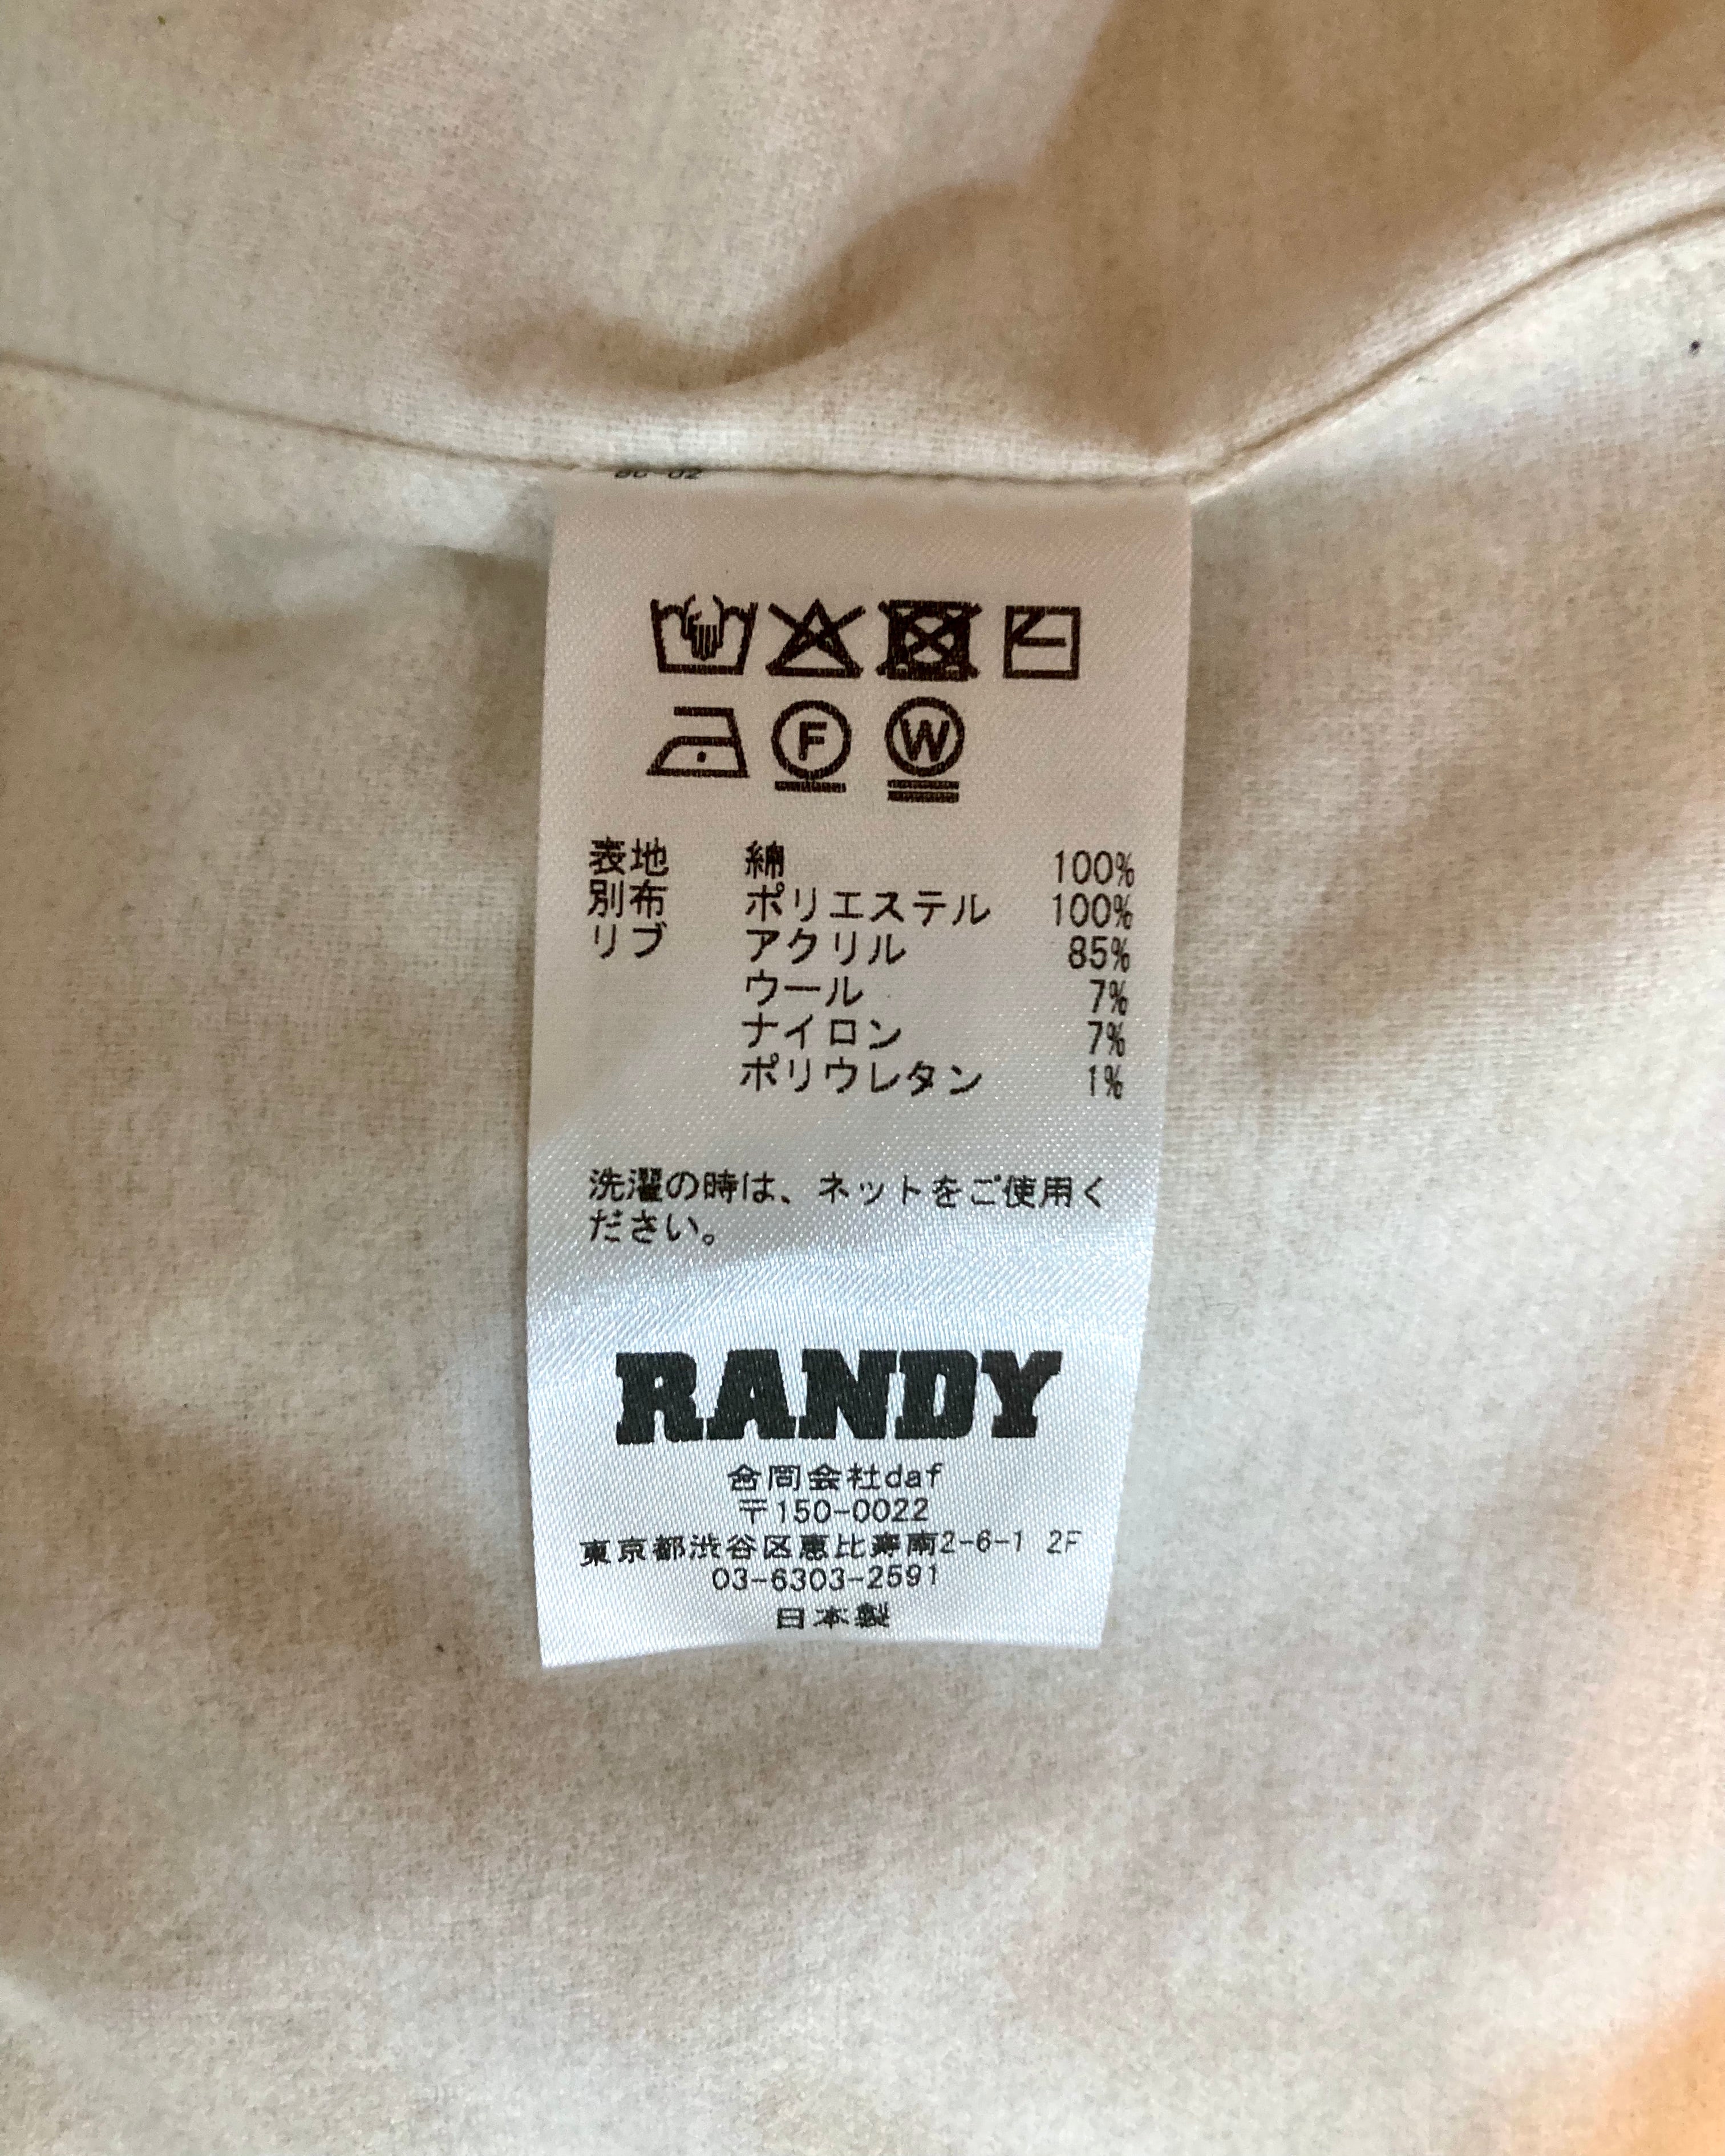 F W
表地 綿 100%
別布 ポリエステル 100%
リブ アクリル 85%
ウール 7%
ナイロン 7%
ポリウレタン 1%
洗濯の時は、ネットをご使用く
ださい。
RANDY
合同会社daf
〒150-0022
東京都渋谷区恵比寿南2-6-1 2F
03-6303-2591
日本製